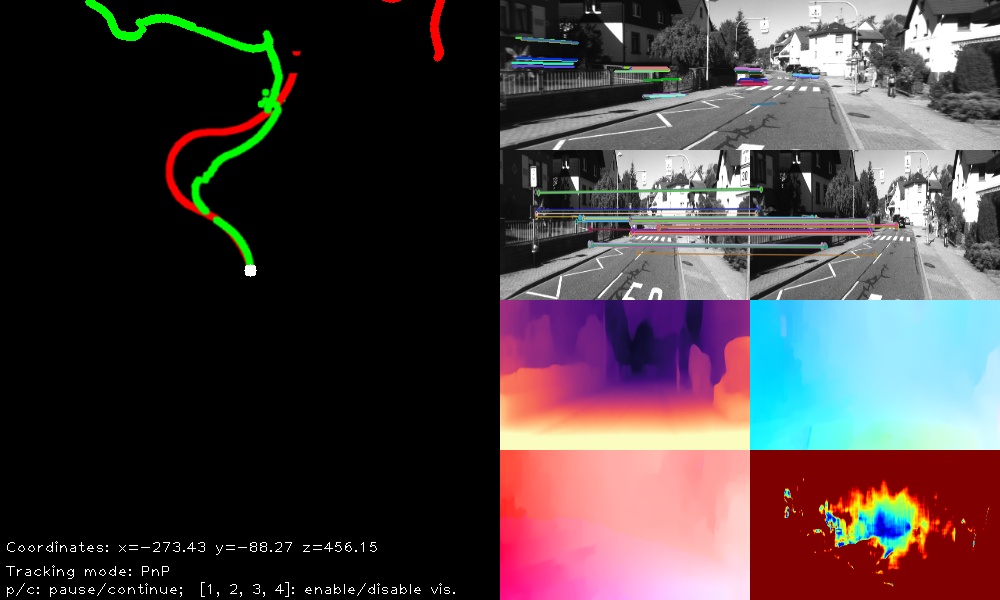 Coordinates: x=-273.43 y=-88.27 z=456.15
Tracking mode: PnP
p/c: pause/continue; [1, 2, 3, 4]: enable/disable vis.